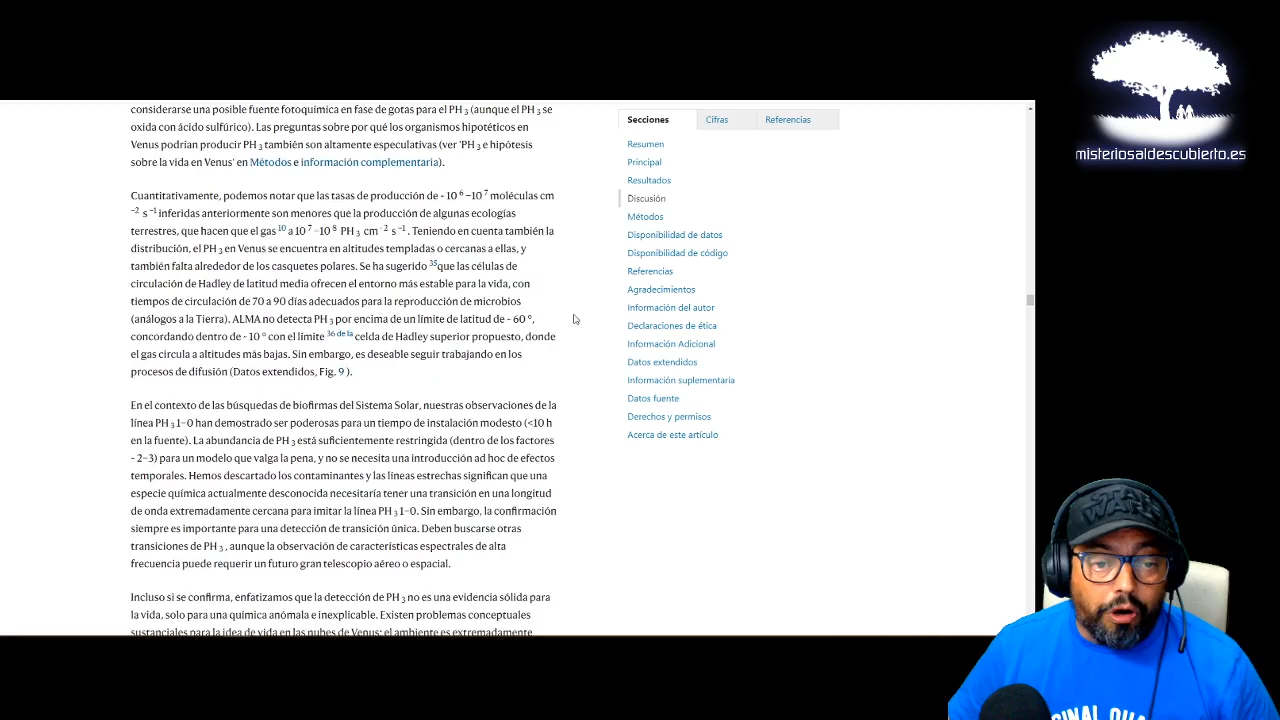 considerarse una posible fuente fotoquímica en fase de gotas para el PH 3 (aunque el PH 3 se
oxida con ácido sulfúrico). Las preguntas sobre por qué los organismos hipotéticos en
Venus podrían producir PH 3 también son altamente especulativas (ver 'PH 3 e hipótesis
sobre la vida en Venus' en Métodos e información complementaria).
Cuantitativamente, podemos notar que las tasas de producción de ~ 10 6 –10 7 moléculas cm
−2 s −1 inferidas anteriormente son menores que la producción de algunas ecologías
terrestres, que hacen que el gas 10 a 10 7 –10 8 PH 3 cm -2 s −1. Teniendo en cuenta también la
distribución, el PH 3 en Venus se encuentra en altitudes templadas o cercanas a ellas, y
también falta alrededor de los casquetes polares. Se ha sugerido 35que las células de
circulación de Hadley de latitud media ofrecen el entorno más estable para la vida, con
tiempos de circulación de 70 a 90 días adecuados para la reproducción de microbios
(análogos a la Tierra). ALMA no detecta PH 3 por encima de un límite de latitud de ~ 60 °,
concordando dentro de ~ 10 ° con el límite 36 de la celda de Hadley superior propuesto, donde
el gas circula a altitudes más bajas. Sin embargo, es deseable seguir trabajando en los
procesos de difusión (Datos extendidos, Fig. 9 ).
En el contexto de las búsquedas de biofirmas del Sistema Solar, nuestras observaciones de la
línea PH 3 1–0 han demostrado ser poderosas para un tiempo de instalación modesto (<10 h
en la fuente). La abundancia de PH 3 está suficientemente restringida (dentro de los factores
~ 2–3) para un modelo que valga la pena, y no se necesita una introducción ad hoc de efectos
temporales. Hemos descartado los contaminantes y las líneas estrechas significan que una
especie química actualmente desconocida necesitaría tener una transición en una longitud
de onda extremadamente cercana para imitar la línea PH 3 1–0. Sin embargo, la confirmación
siempre es importante para una detección de transición única. Deben buscarse otras
transiciones de PH 3 , aunque la observación de características espectrales de alta
frecuencia puede requerir un futuro gran telescopio aéreo o espacial.
Incluso si se confirma, enfatizamos que la detección de PH 3 no es una evidencia sólida para
la vida, solo para una química anómala e inexplicable. Existen problemas conceptuales
sustanciales para la idea de vida en las nubes de Venus: el ambiente es extremadamente
Secciones
Cifras
Referencias
Resumen
Principal
Resultados
Discusión
Métodos
Disponibilidad de datos
Disponibilidad de código
Referencias
Agradecimientos
Información del autor
Declaraciones de ética
Información Adicional
Datos extendidos
Información suplementaria
Datos fuente
Derechos y permisos
Acerca de este artículo
misteriosaldescubierto.es
STAR
WARS